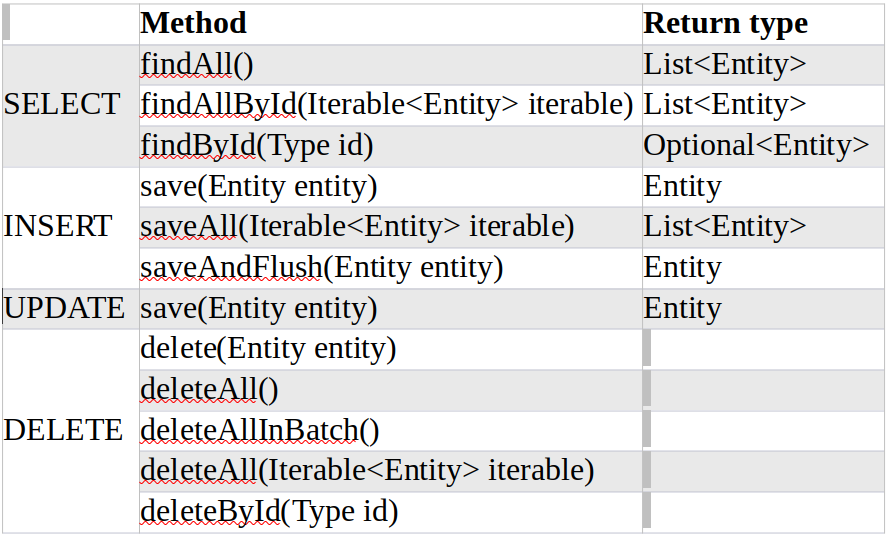 Method Return type
SELECT
findAll() List<Entity>
findAllById(Iterable<Entity> iterable) List<Entity>
findById(Type id) Optional<Entity>
INSERT
save(Entity entity) Entity
saveAll(Iterable<Entity> iterable) List<Entity>
saveAndFlush(Entity entity) Entity
UPDATE save(Entity entity) Entity
DELETE
delete(Entity entity)
deleteAll()
deleteAllInBatch()
deleteAll(Iterable<Entity> iterable)
deleteById(Type id)